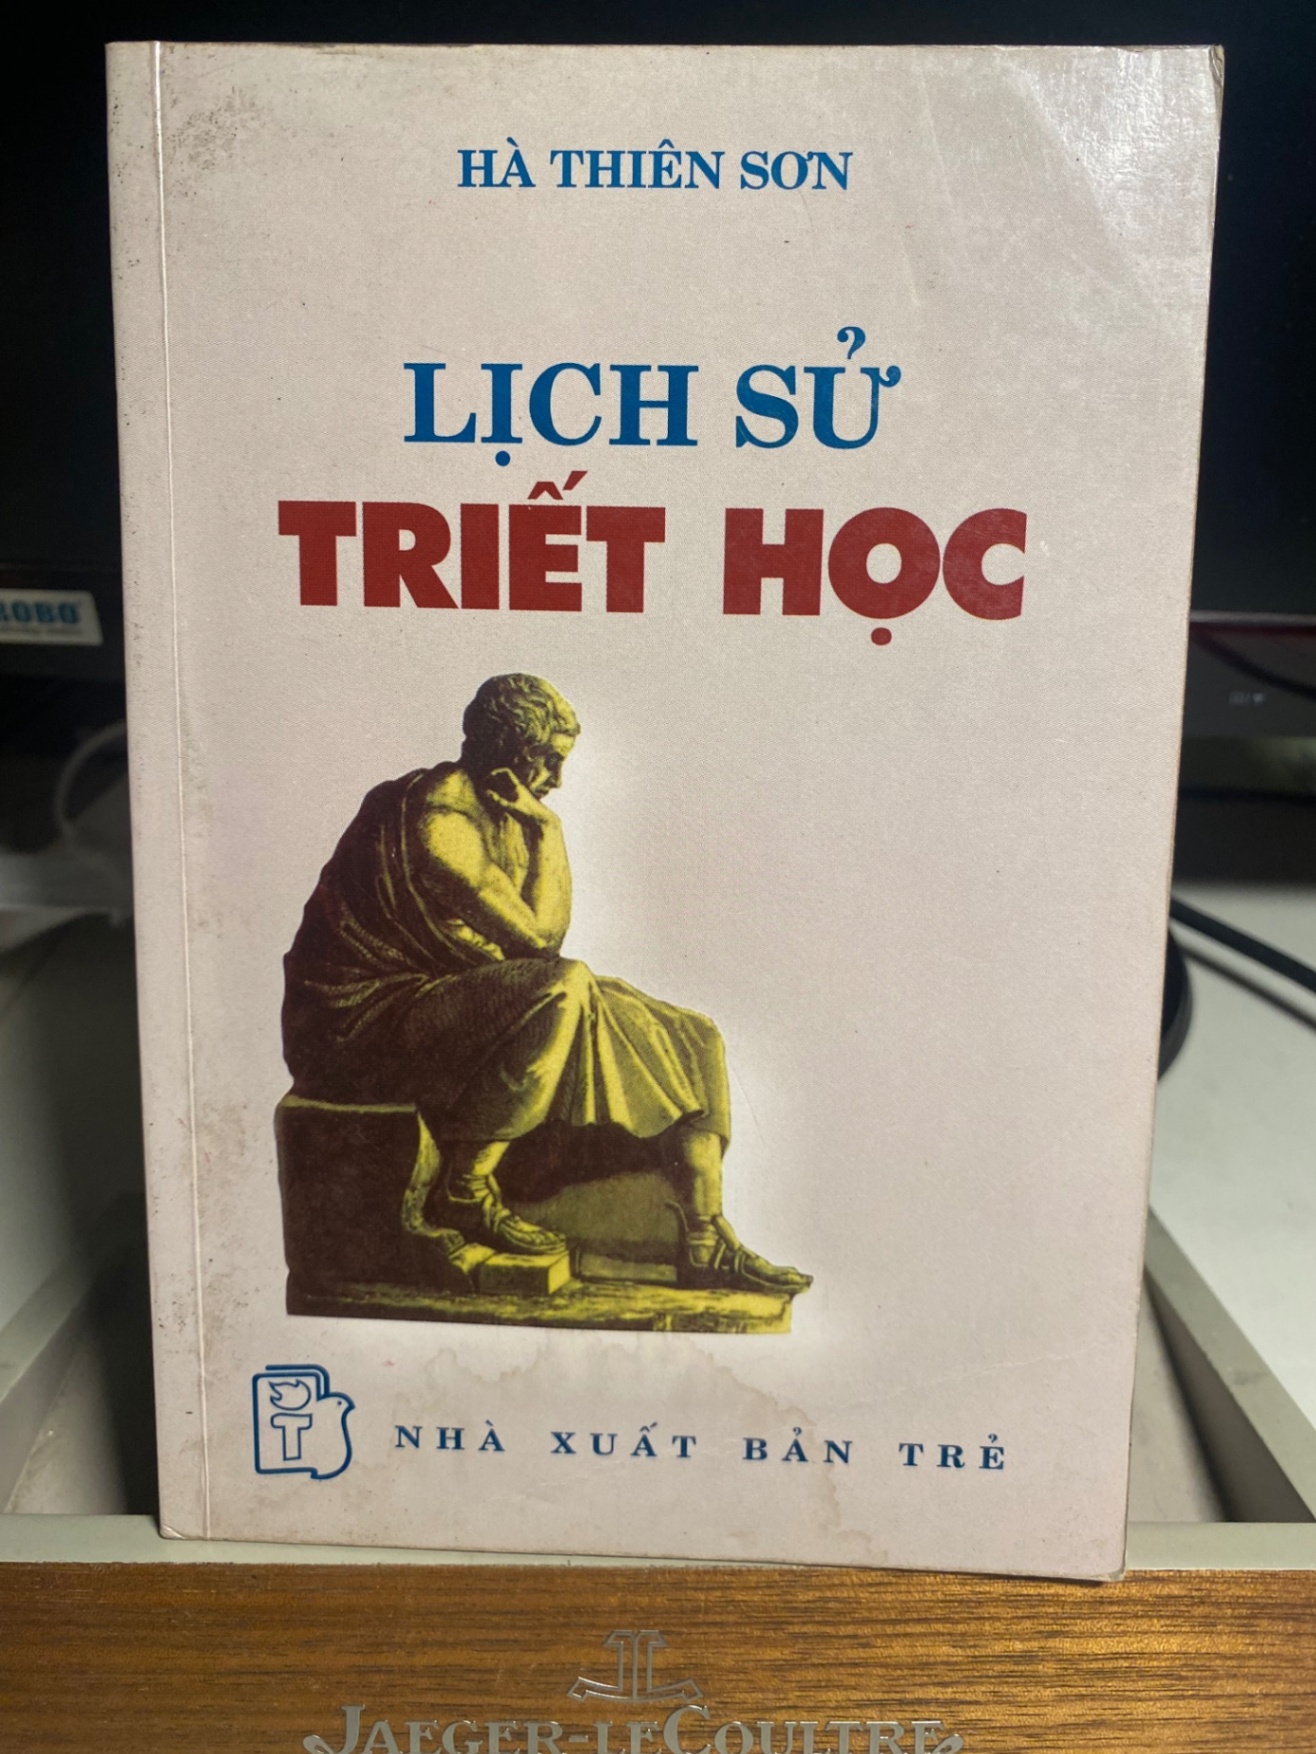 HÀ THIÊN SƠN
LỊCH SỬ
TRIẾT HỌC
T
NHÀ XUẤT BẢN TRẺ
JAEGER-LECOULTRE